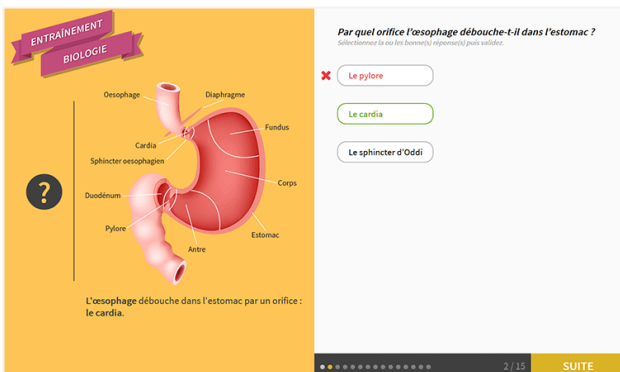 ENTRAÎNEMENT
BIOLOGIE
Oesophage
Diaphragme
Fundus
Cardia
Sphincter oesophagien
Corps
Duodénum
Pylore
Estomac
Antre
?
L'œsophage débouche dans l'estomac par un orifice :
le cardia.
Par quel orifice l'œsophage débouche-t-il dans l'estomac ?
Sélectionnez la ou les bonne(s) réponse(s) puis validez.
Le pylore
Le cardia
Le sphincter d'Oddi
2 / 15
SUITE